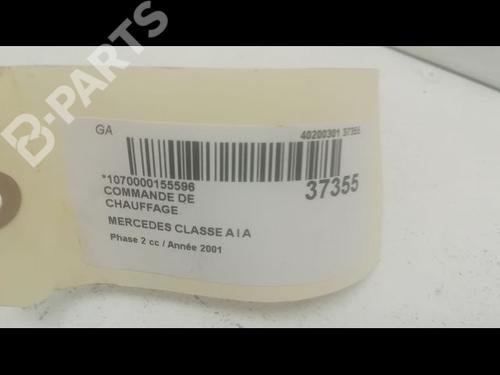 B-PARTS
GA
40200301 37355
*1070000155596
37355
COMMANDE DE
CHAUFFAGE
MERCEDES CLASSE A I A
Phase 2 cc / Année 2001